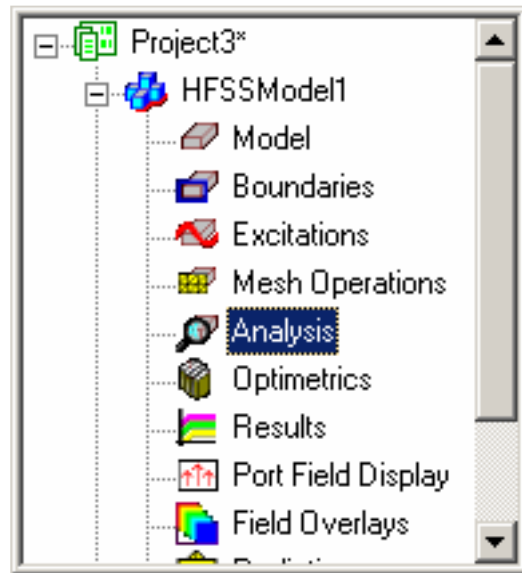 Project3*
HFSSModel1
Model
Boundaries
Excitations
Mesh Operations
Analysis
Optimetrics
Results
Port Field Display
Field Overlays